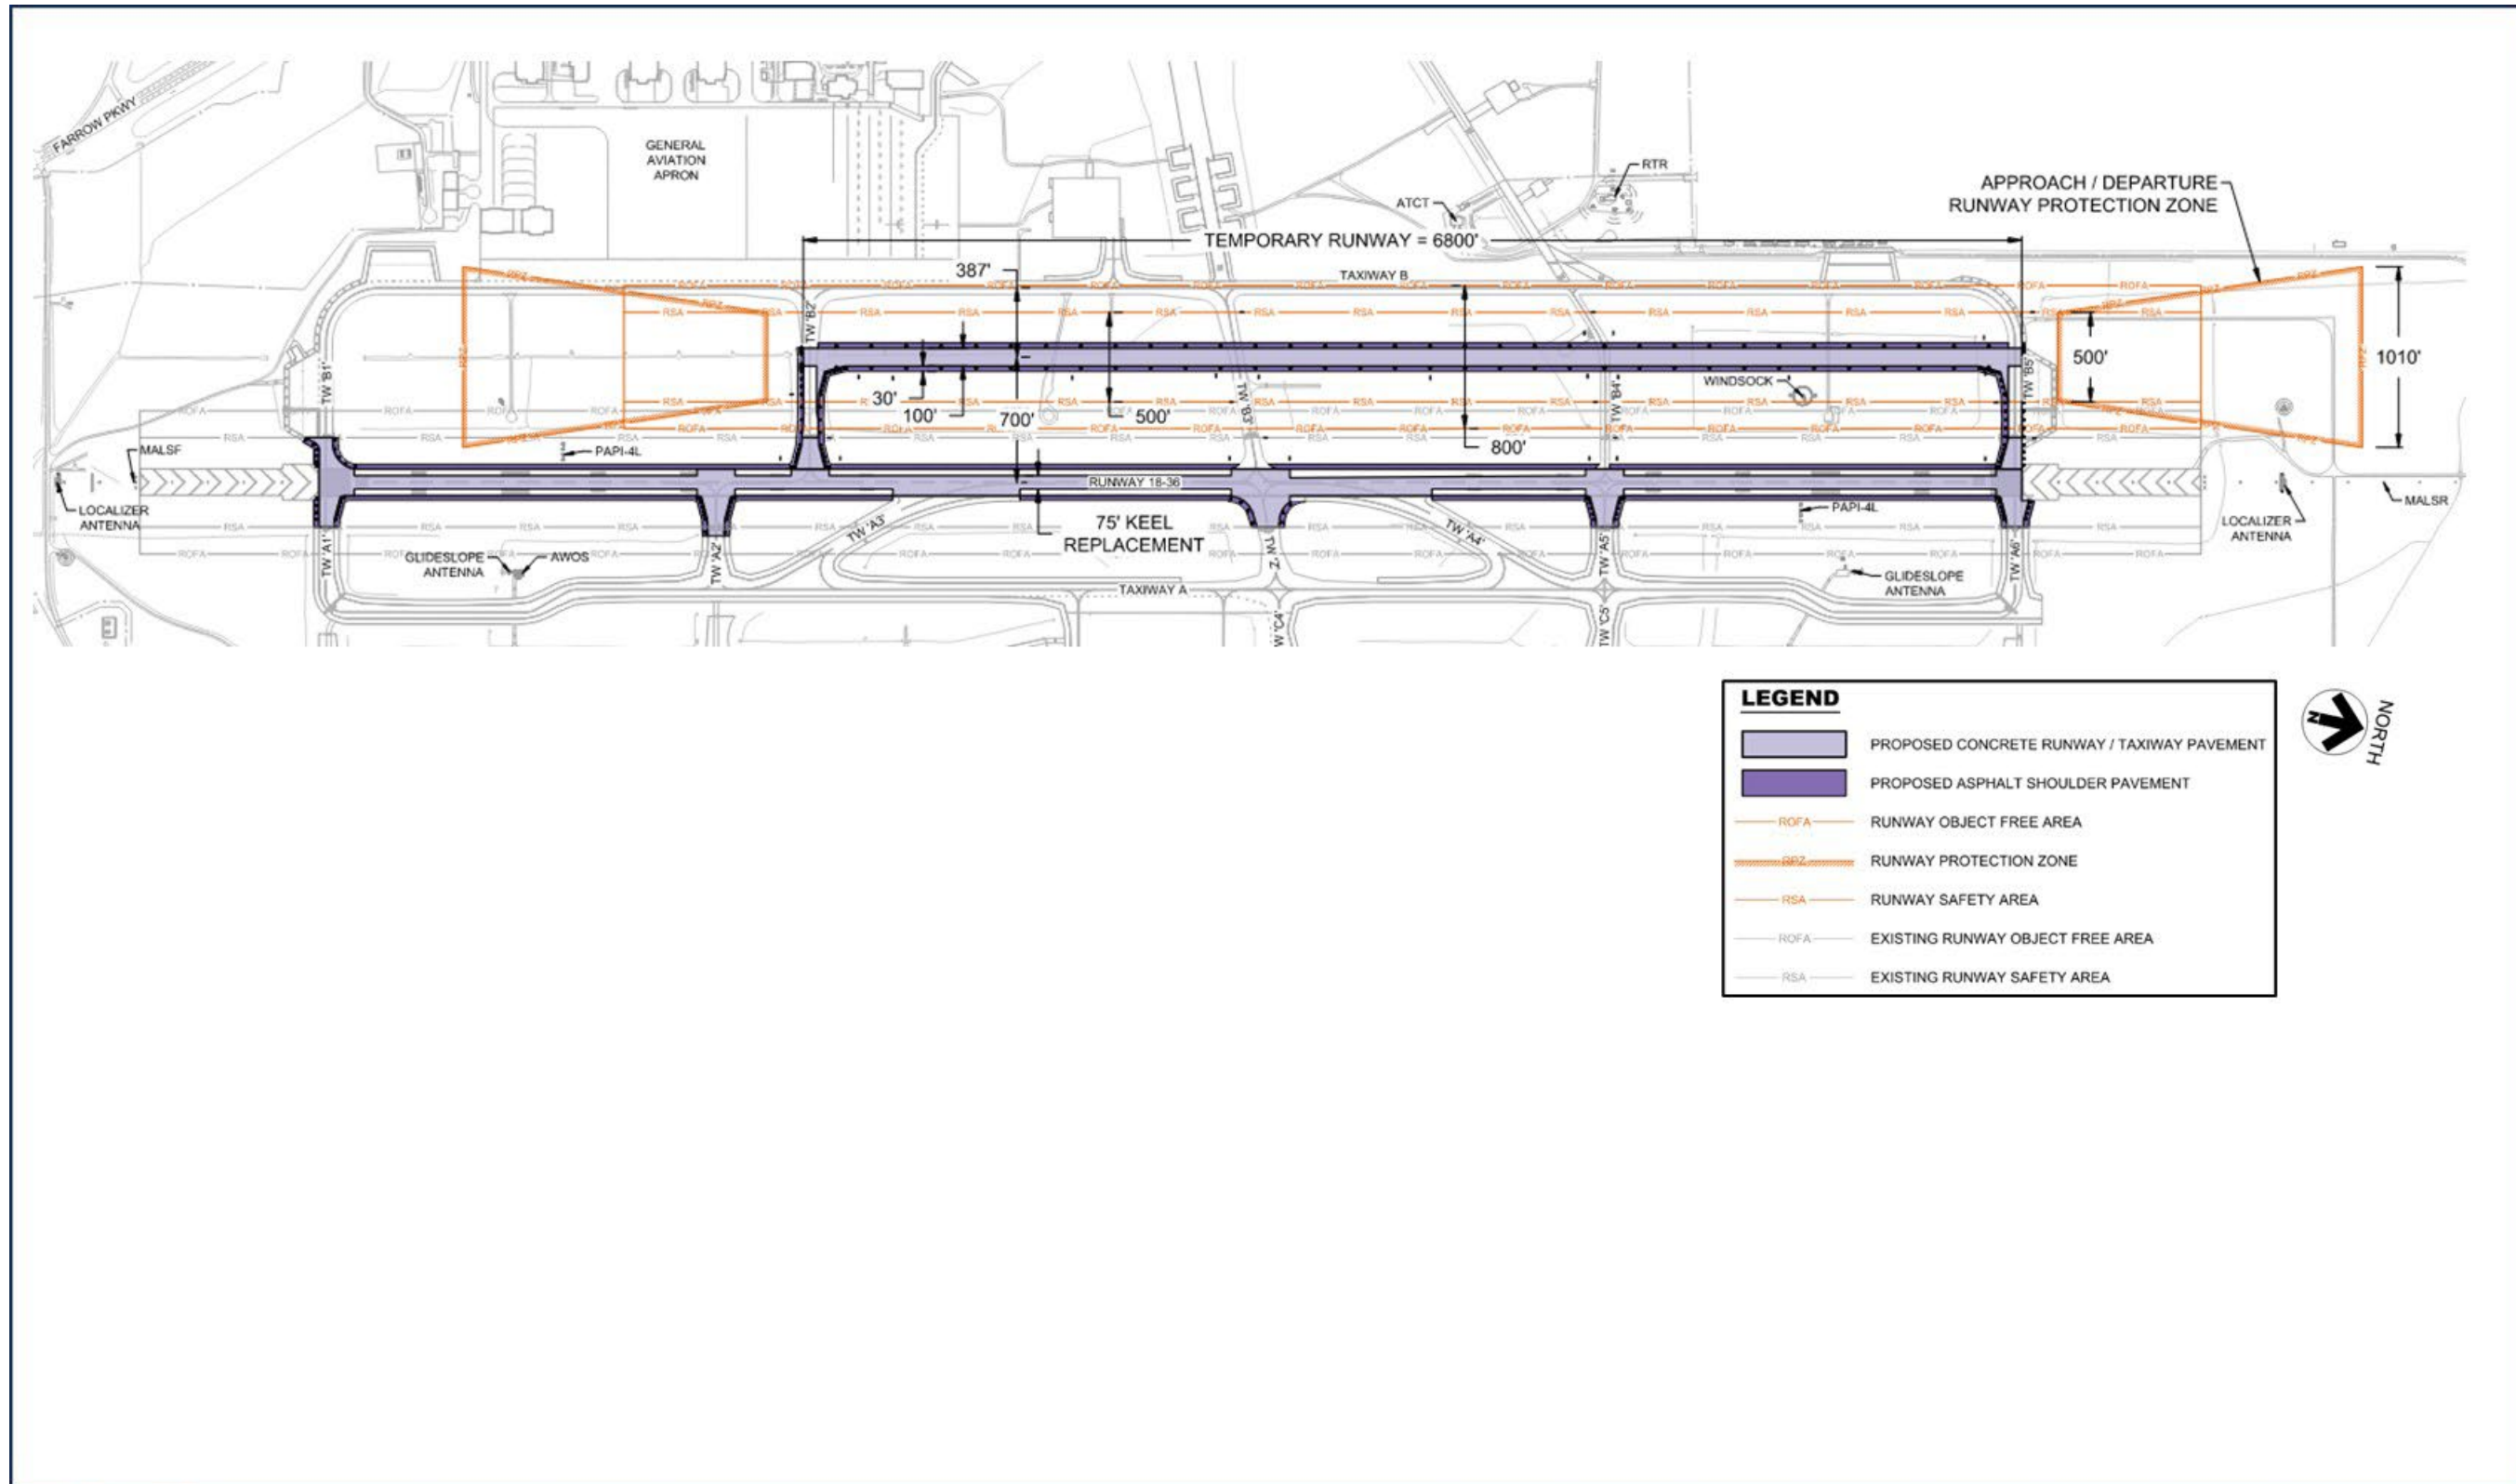 FARROW PKWY
GENERAL
AVIATION
APRON
RTR
ATCT
APPROACH / DEPARTURE
RUNWAY PROTECTION ZONE
TEMPORARY RUNWAY = 6800'
387'
TAXIWAY B
TW 'B1'
TW 'B2'
TW 'B3'
TW 'B4'
TW 'B5'
RPZ
ROFA
RSA
500'
1010'
WINDSOCK
30'
100'
700'
500'
800'
MALSF
PAPI-4L
LOCALIZER
ANTENNA
RUNWAY 18-36
75' KEEL
REPLACEMENT
PAPI-4L
MALSR
LOCALIZER
ANTENNA
GLIDESLOPE
ANTENNA
AWOS
TW 'A1'
TW 'A2'
TW 'A3'
TW 'Z'
TW 'A4'
TW 'A5'
TW 'A6'
GLIDESLOPE
ANTENNA
TAXIWAY A
W 'C4'
TW 'C5'
LEGEND
PROPOSED CONCRETE RUNWAY / TAXIWAY PAVEMENT
PROPOSED ASPHALT SHOULDER PAVEMENT
ROFA RUNWAY OBJECT FREE AREA
RPZ RUNWAY PROTECTION ZONE
RSA RUNWAY SAFETY AREA
ROFA EXISTING RUNWAY OBJECT FREE AREA
RSA EXISTING RUNWAY SAFETY AREA
N
NORTH